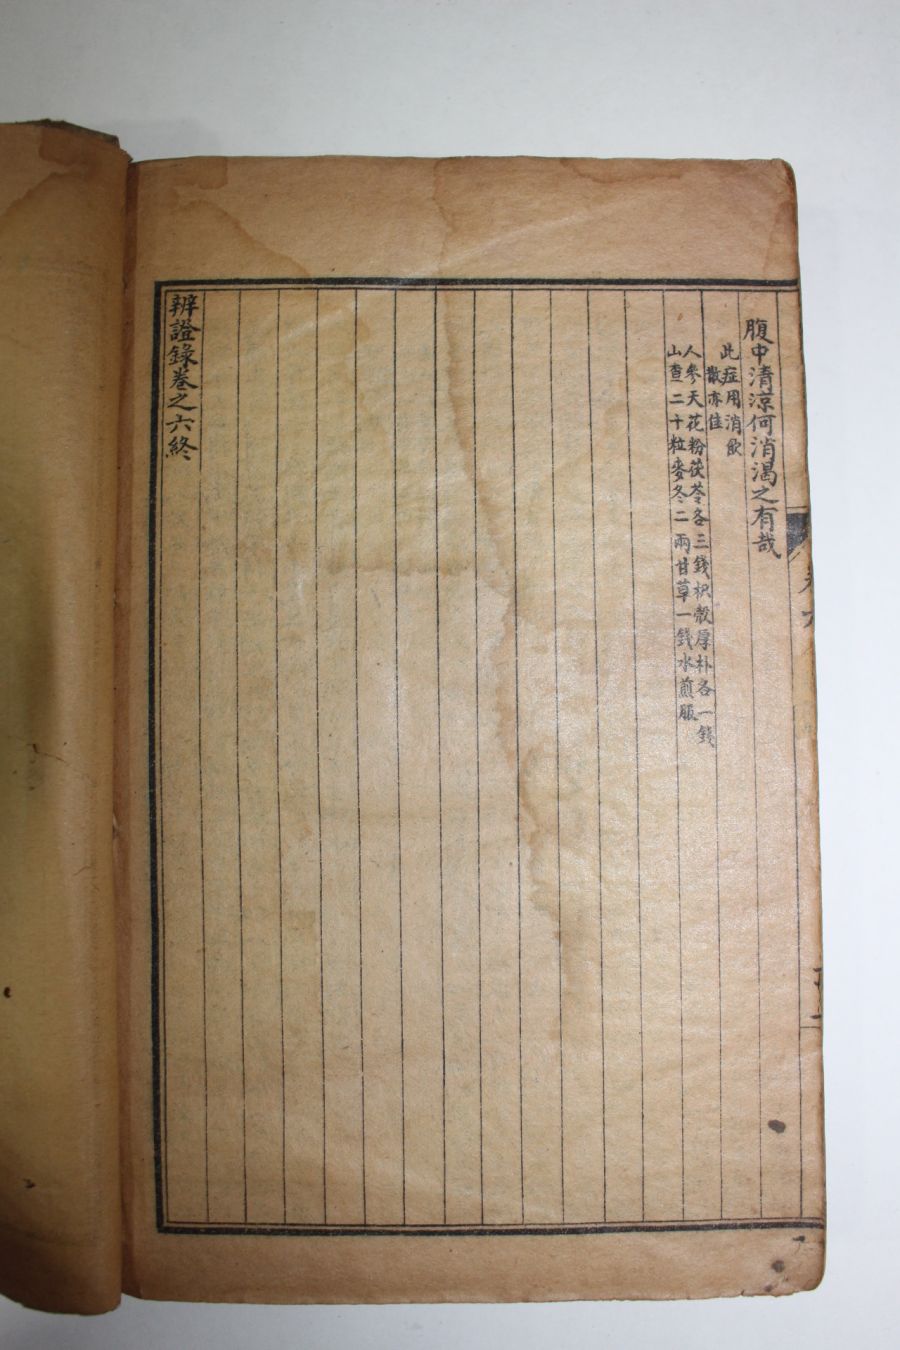 腹中清涼何消渴之有哉
此症用消飲
散亦佳
人參天花粉茯苓各三錢枳殼厚朴各一錢
山查二十粒麥冬二兩甘草一錢水煎服
辨證錄卷之六終
卷六